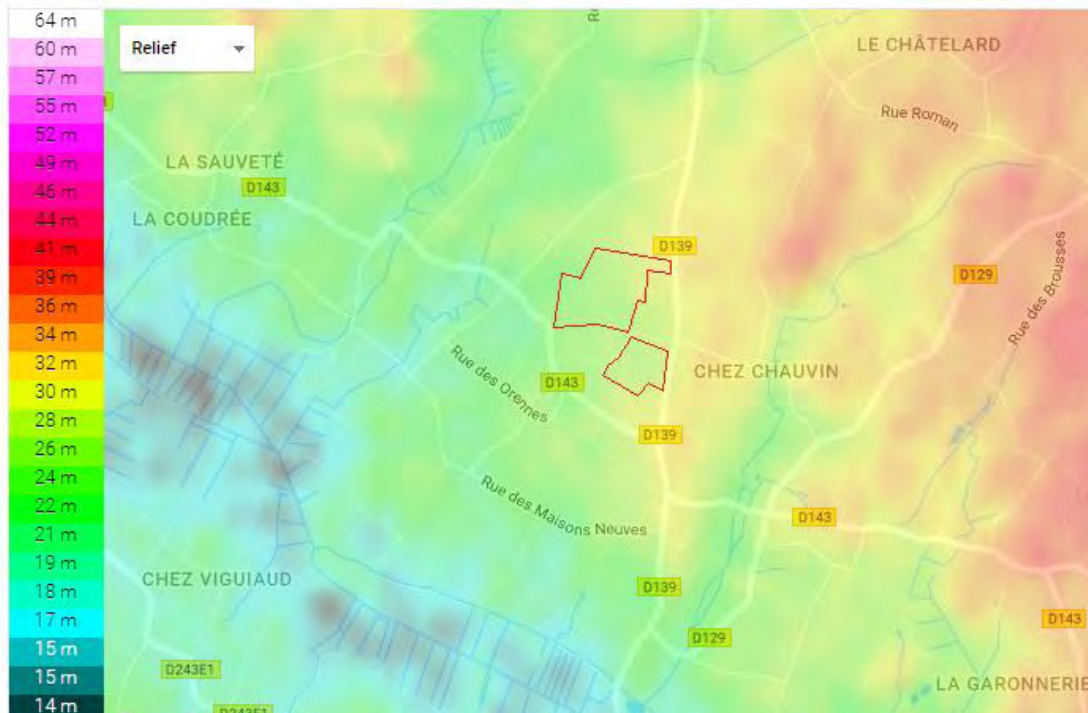 64 m
60 m
57 m
55 m
52 m
49 m
46 m
44 m
41 m
39 m
36 m
34 m
32 m
30 m
28 m
26 m
24 m
22 m
21 m
19 m
18 m
17 m
15 m
15 m
14 m
Relief
LE CHÂTELARD
Rue Roman
LA SAUVETÉ
D143
LA COUDRÉE
D139
D129
Rue des Brousses
Rue des Orennes
D143
CHEZ CHAUVIN
D139
Rue des Maisons Neuves
D143
CHEZ VIGUIAUD
D139
D143
D129
D243E1
LA GARONNERIE
D243E1